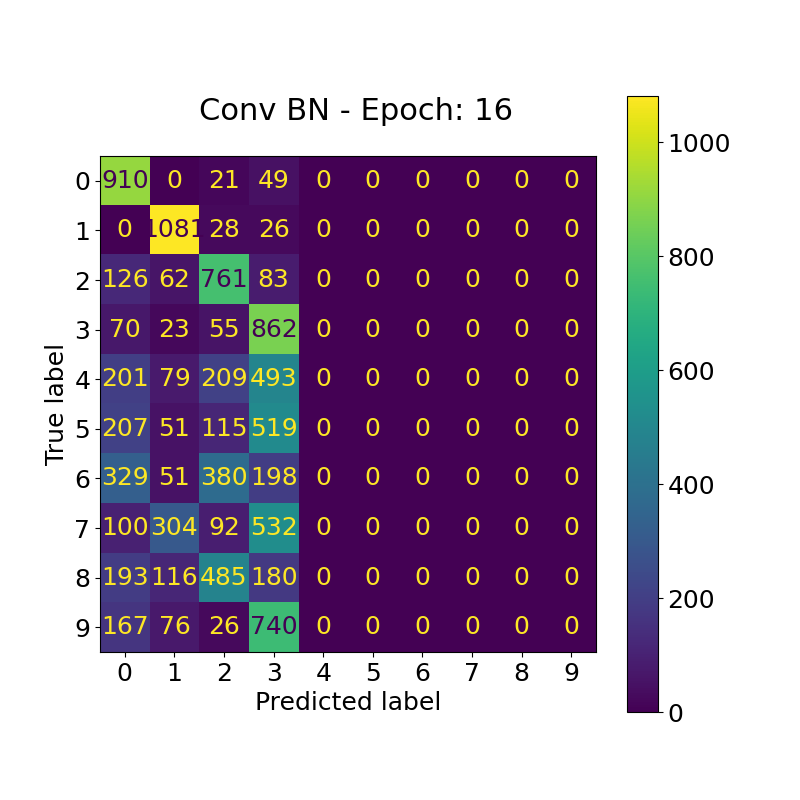 Conv BN - Epoch: 16
1000
800
600
400
200
0
True label
0 910 0 21 49 0 0 0 0 0 0
1 0 1081 28 26 0 0 0 0 0 0
2 126 62 761 83 0 0 0 0 0 0
3 70 23 55 862 0 0 0 0 0 0
4 201 79 209 493 0 0 0 0 0 0
5 207 51 115 519 0 0 0 0 0 0
6 329 51 380 198 0 0 0 0 0 0
7 100 304 92 532 0 0 0 0 0 0
8 193 116 485 180 0 0 0 0 0 0
9 167 76 26 740 0 0 0 0 0 0
0 1 2 3 4 5 6 7 8 9
Predicted label